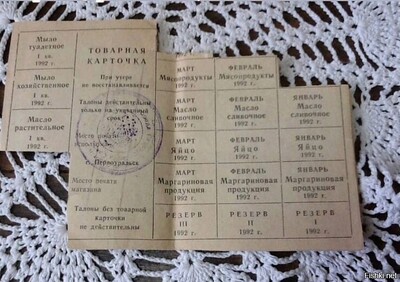 Мыло
туалетное
I кв.
1992 г.
Мыло
хозяйственное
I кв.
1992 г.
Масло
растительное
I кв.
1992 г.
ТОВАРНАЯ
КАРТОЧКА
При утере
не восстанавливается
Талоны действительны
только на указанный
срок
Место
г. Первоуральск
Место печати
магазина
Талоны без товарной
карточки
не действительны
МАРТ
Мясопродукты
1992 г.
ФЕВРАЛЬ
Мясопродукты
1992 г.
МАРТ
Масло
сливочное
1992 г.
ФЕВРАЛЬ
Масло
сливочное
1992 г.
ЯНВАРЬ
Масло
сливочное
1992 г.
МАРТ
Яйцо
1992 г.
ФЕВРАЛЬ
Яйцо
1992 г.
ЯНВАРЬ
Яйцо
1992 г.
МАРТ
Маргариновая
продукция
1992 г.
ФЕВРАЛЬ
Маргариновая
продукция
1992 г.
ЯНВАРЬ
Маргариновая
продукция
1992 г.
РЕЗЕРВ
III
1992 г.
РЕЗЕРВ
II
1992 г.
РЕЗЕРВ
I
1992 г.
Fishki.net